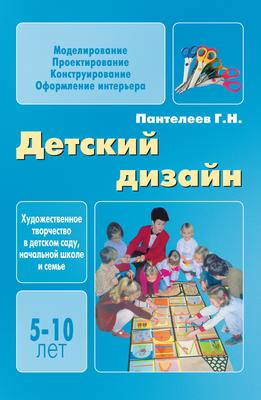 Моделирование
Проектирование
Конструирование
Оформление интерьера
Пантелеев Г.Н.
Детский
дизайн
Художественное
творчество
в детском саду,
начальной школе
и семье
5-10
лет